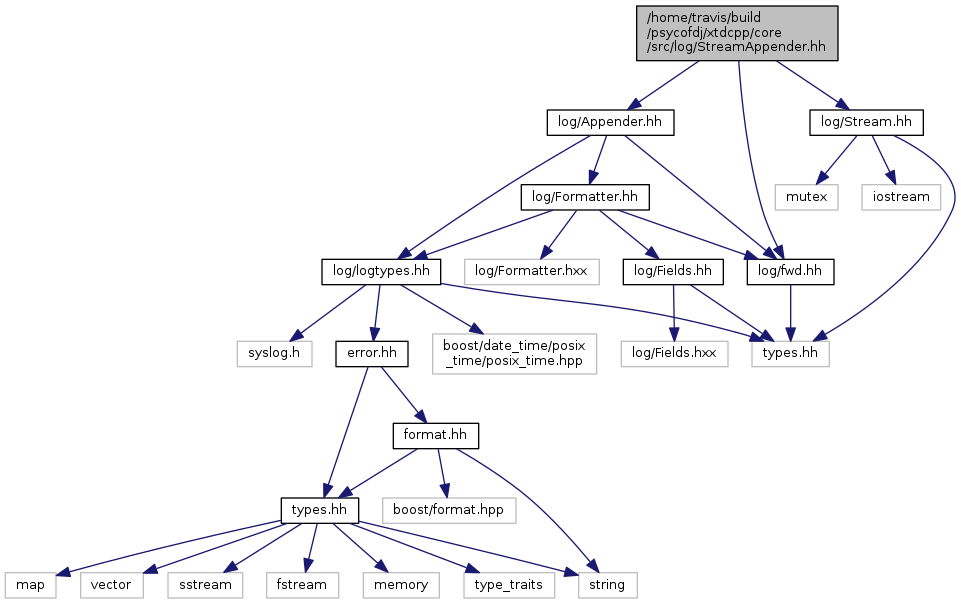 /home/travis/build
/psycofdj/xtdcpp/core
/src/log/StreamAppender.hh
log/Appender.hh
log/Stream.hh
log/Formatter.hh
mutex
iostream
log/logtypes.hh
log/Formatter.hxx
log/Fields.hh
log/fwd.hh
syslog.h
error.hh
boost/date_time/posix
_time/posix_time.hpp
log/Fields.hxx
types.hh
format.hh
types.hh
boost/format.hpp
map
vector
sstream
fstream
memory
type_traits
string